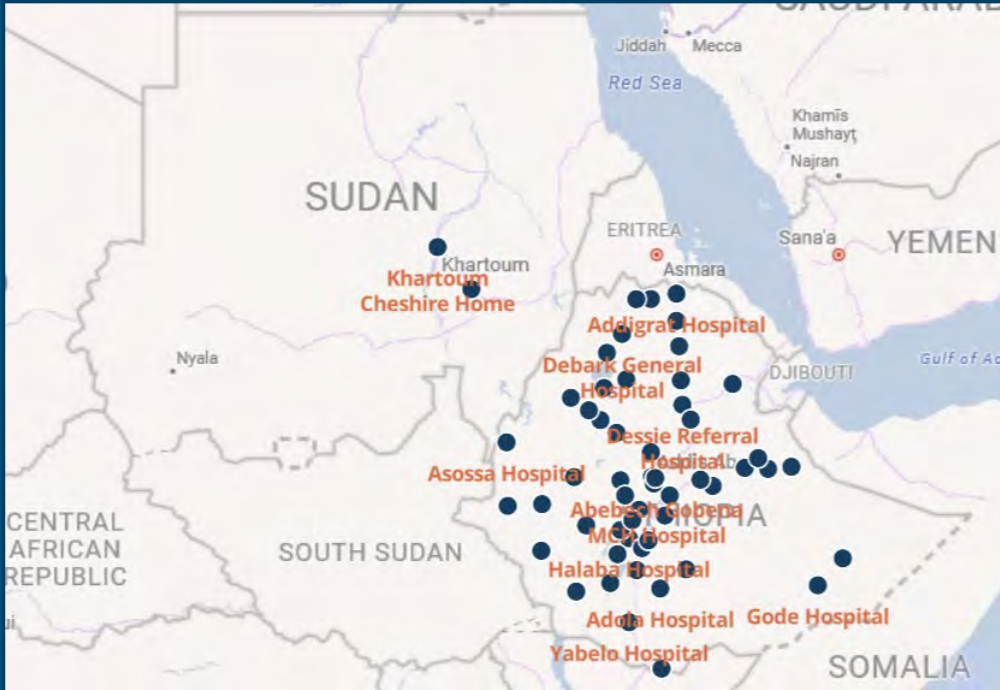 SAUDI ARAB
Jiddah
Mecca
Red Sea
Khamīs
Mushayţ
Najran
SUDAN
ERITREA
Sana'a
YEMEN
Khartoum
Asmara
Khartoum
Cheshire Home
Addigrat Hospital
Nyala
Gulf of Ad
Debark General
Hospital
DJIBOUTI
Dessie Referral
Hospital
Asossa Hospital
Abebech Gobena
MCH Hospital
CENTRAL
AFRICAN
REPUBLIC
SOUTH SUDAN
Halaba Hospital
Adola Hospital
Gode Hospital
Yabelo Hospital
SOMALIA